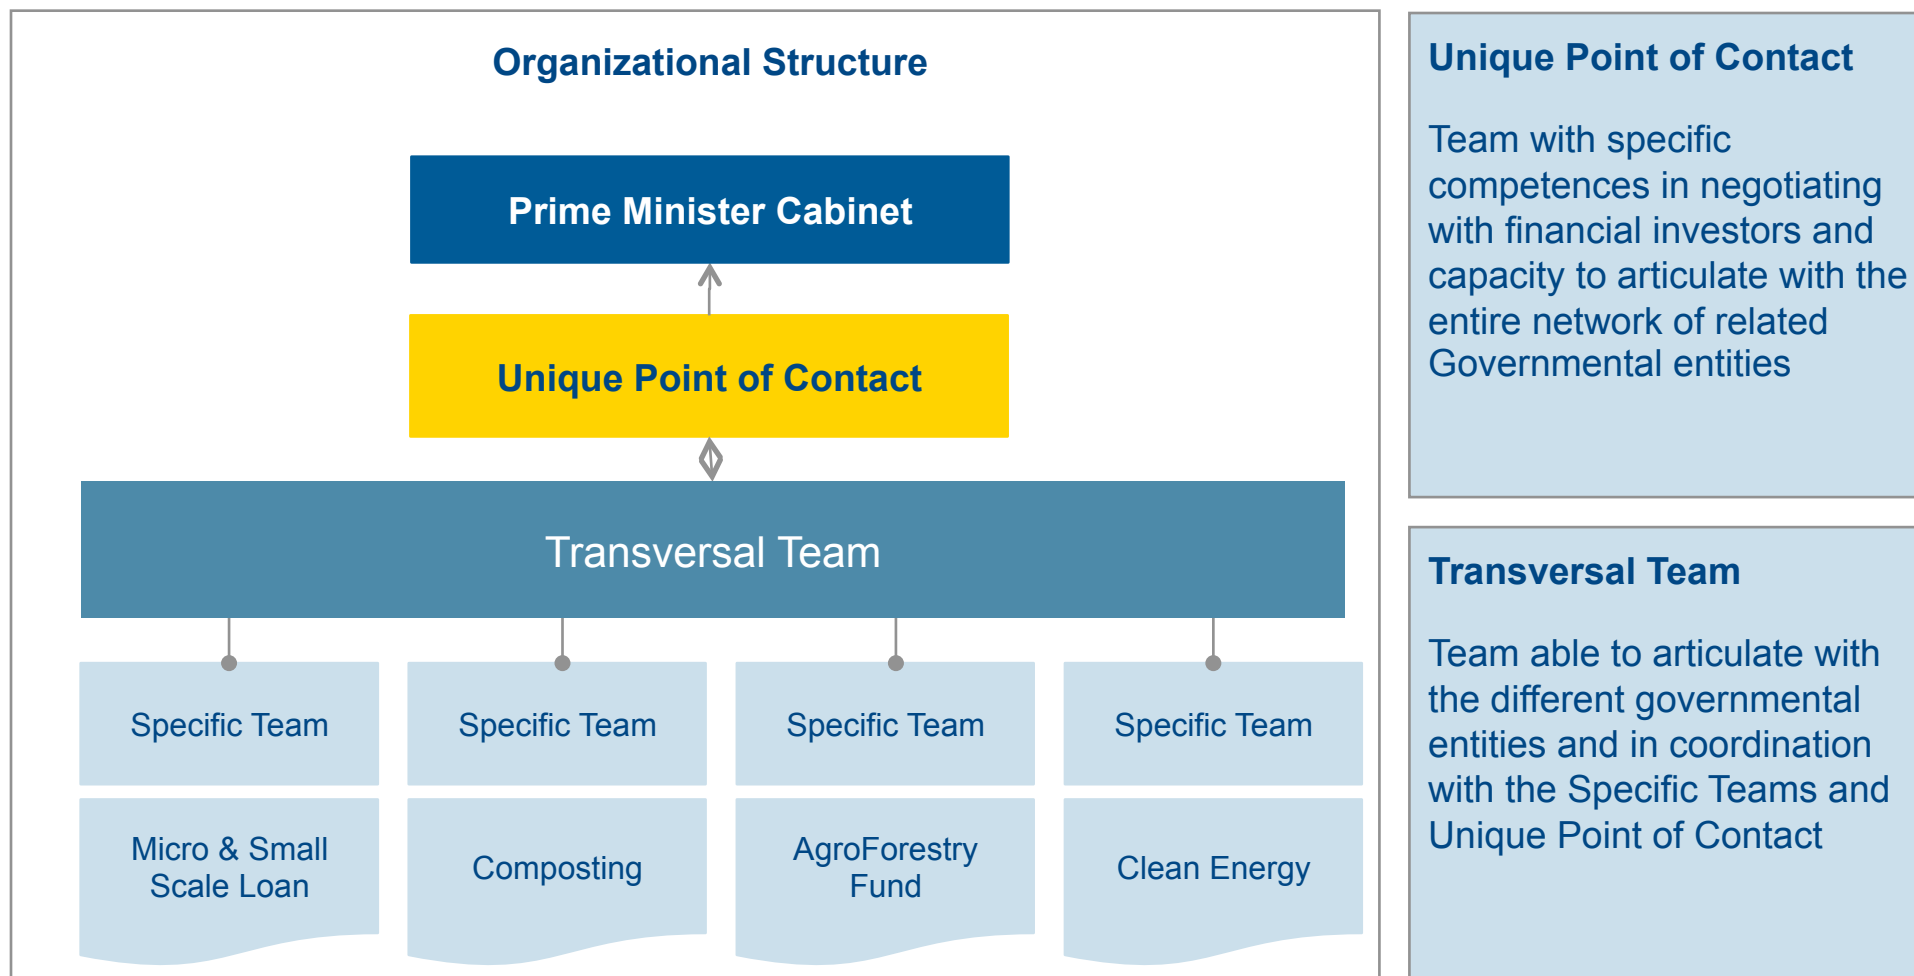 Organizational Structure
Prime Minister Cabinet
Unique Point of Contact
Transversal Team
Specific Team
Specific Team
Specific Team
Specific Team
Micro & Small
Scale Loan
Composting
AgroForestry
Fund
Clean Energy
Unique Point of Contact
Team with specific
competences in negotiating
with financial investors and
capacity to articulate with the
entire network of related
Governmental entities
Transversal Team
Team able to articulate with
the different governmental
entities and in coordination
with the Specific Teams and
Unique Point of Contact